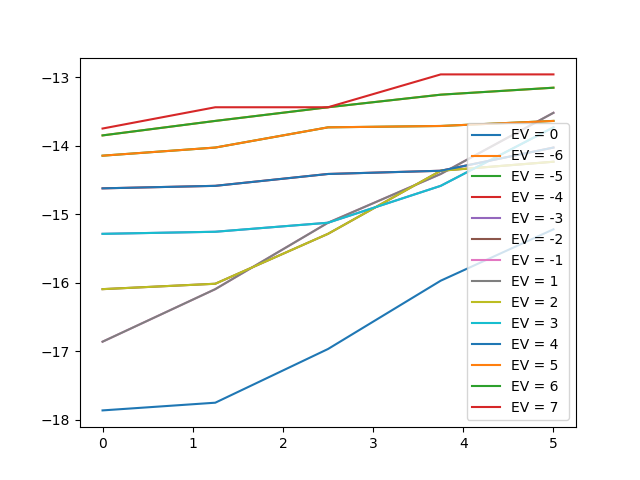 −13
−14
−15
−16
−17
−18
0
1
2
3
4
5
EV = 0
EV = -6
EV = -5
EV = -4
EV = -3
EV = -2
EV = -1
EV = 1
EV = 2
EV = 3
EV = 4
EV = 5
EV = 6
EV = 7